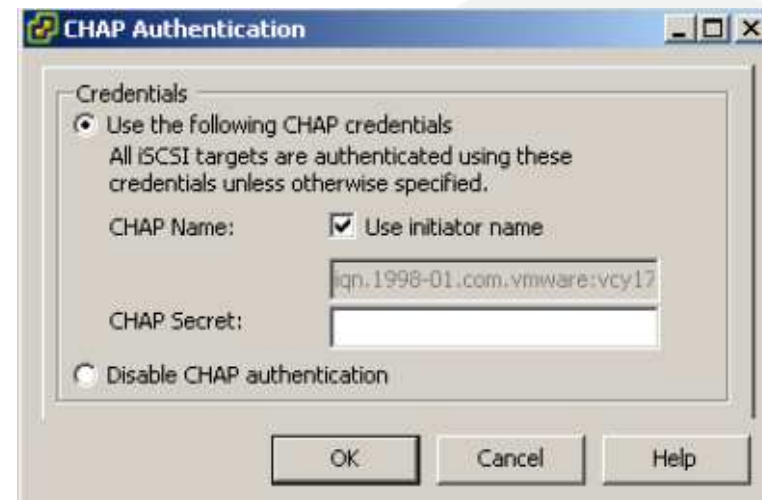 CHAP Authentication
Credentials
Use the following CHAP credentials
All iSCSI targets are authenticated using these
credentials unless otherwise specified.
CHAP Name:
Use initiator name
iqn.1998-01.com.vmware:vcy17
CHAP Secret:
Disable CHAP authentication
OK
Cancel
Help